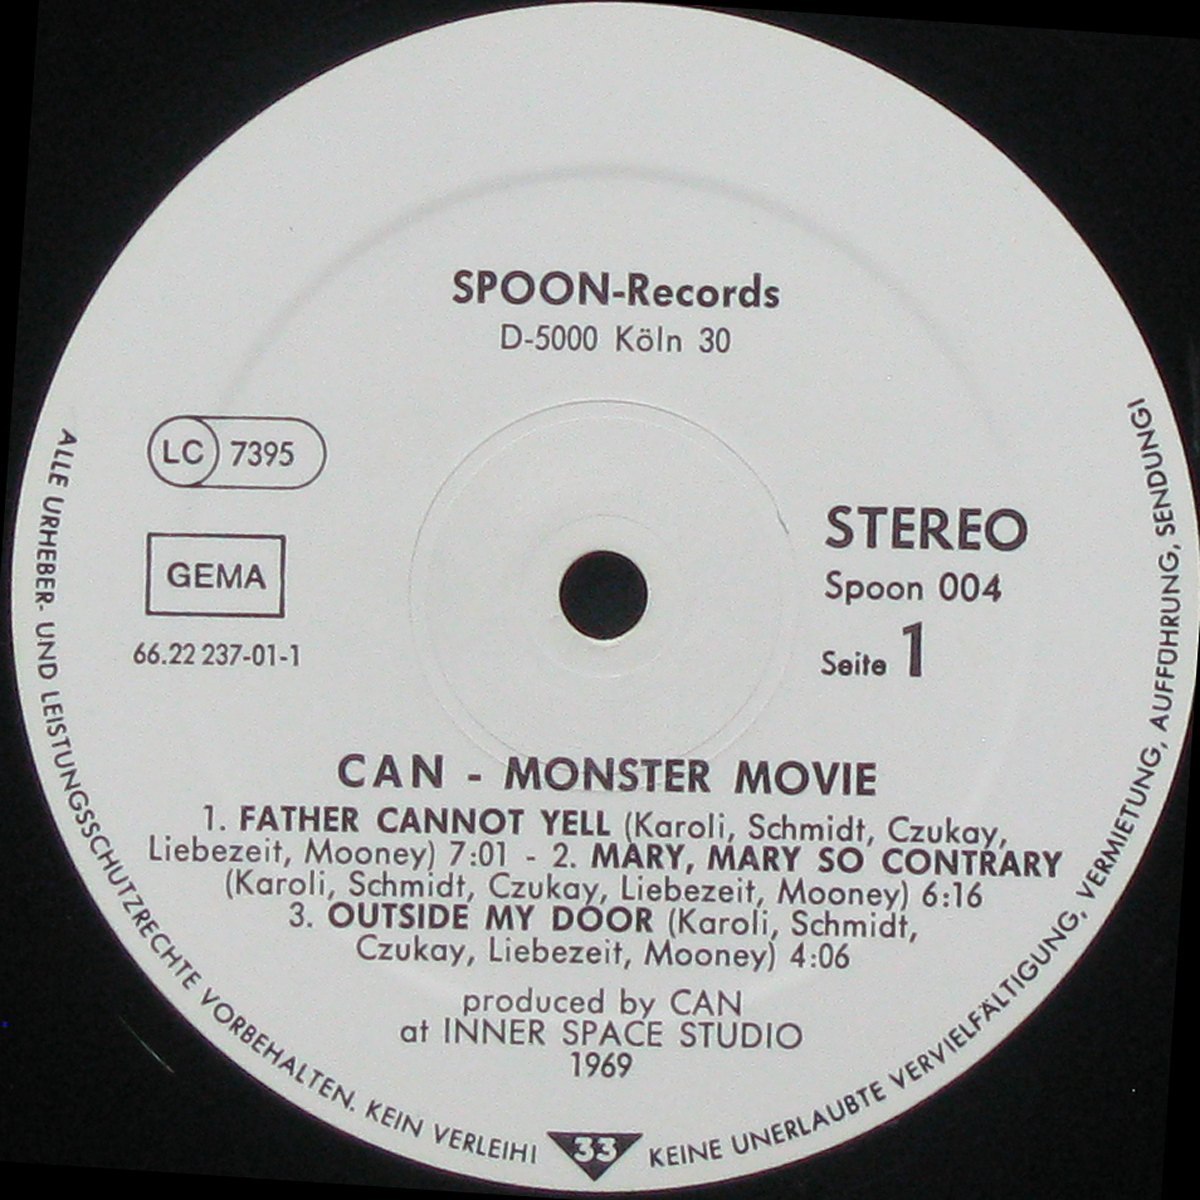 SPOON-Records
D-5000 Köln 30
LC 7395
GEMA
66.22 237-01-1
STEREO
Spoon 004
Seite 1
CAN - MONSTER MOVIE
1. FATHER CANNOT YELL (Karoli, Schmidt, Czukay,
Liebezeit, Mooney) 7:01 - 2. MARY, MARY SO CONTRARY
(Karoli, Schmidt, Czukay, Liebezeit, Mooney) 6:16
3. OUTSIDE MY DOOR (Karoli, Schmidt,
Czukay, Liebezeit, Mooney) 4:06
produced by CAN
at INNER SPACE STUDIO
1969
ALLE URHEBER- UND LEISTUNGSSCHUTZRECHTE VORBEHALTEN. KEIN VERLEIH!
33
KEINE UNERLAUBTE VERVIELFÄLTIGUNG, VERMIETUNG, AUFFÜHRUNG, SENDUNG!